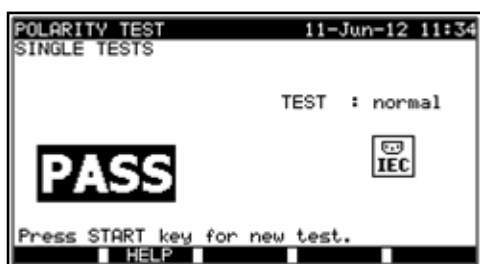 POLARITY TEST 11-Jun-12 11:34
SINGLE TESTS
TEST : normal
IEC
PASS
Press START key for new test.
HELP